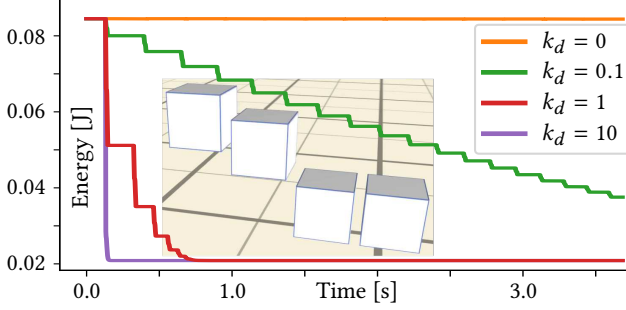 0.08
0.06
0.04
0.02
Energy [J]
0.0
1.0
Time [s]
3.0
k_d = 0
k_d = 0.1
k_d = 1
k_d = 10